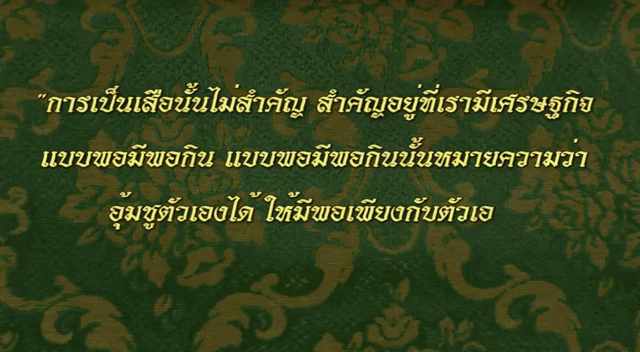 "การเป็นเสือนั้นไม่สำคัญ สำคัญอยู่ที่เรามีเศรษฐกิจ
แบบพอมีพอกิน แบบพอมีพอกินนั้นหมายความว่า
อุ้มชูตัวเองได้ ให้มีพอเพียงกับตัวเอ